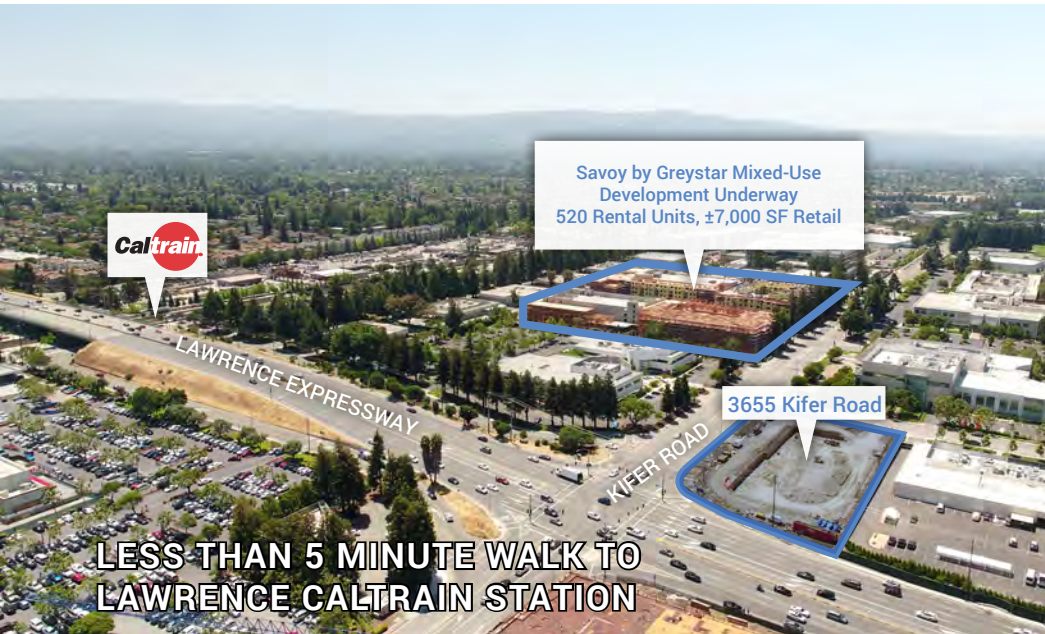 Savoy by Greystar Mixed-Use
Development Underway
520 Rental Units, ±7,000 SF Retail
Caltrain
LAWRENCE EXPRESSWAY
3655 Kifer Road
KIFER ROAD
LESS THAN 5 MINUTE WALK TO
LAWRENCE CALTRAIN STATION